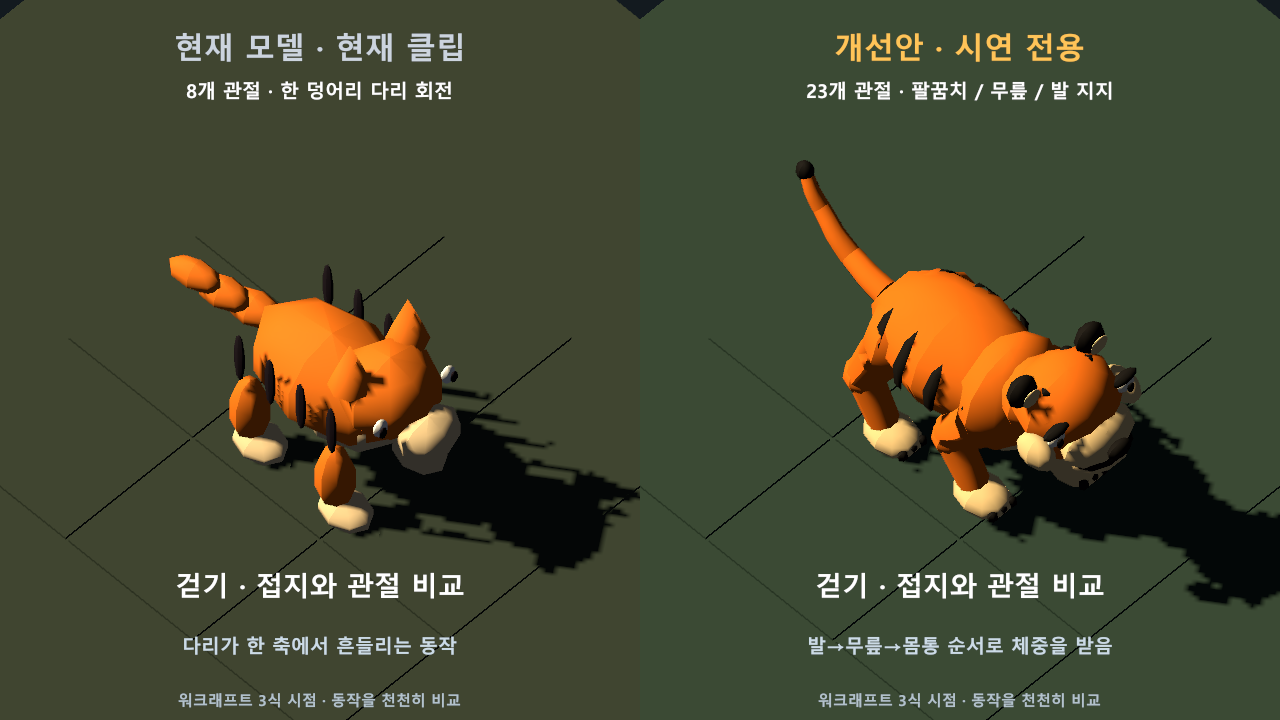 현재 모델 · 현재 클립
8개 관절 · 한 덩어리 다리 회전
걷기 · 접지와 관절 비교
다리가 한 축에서 흔들리는 동작
워크래프트 3식 시점 · 동작을 천천히 비교
개선안 · 시연 전용
23개 관절 · 팔꿈치 / 무릎 / 발 지지
걷기 · 접지와 관절 비교
발→무릎→몸통 순서로 체중을 받음
워크래프트 3식 시점 · 동작을 천천히 비교